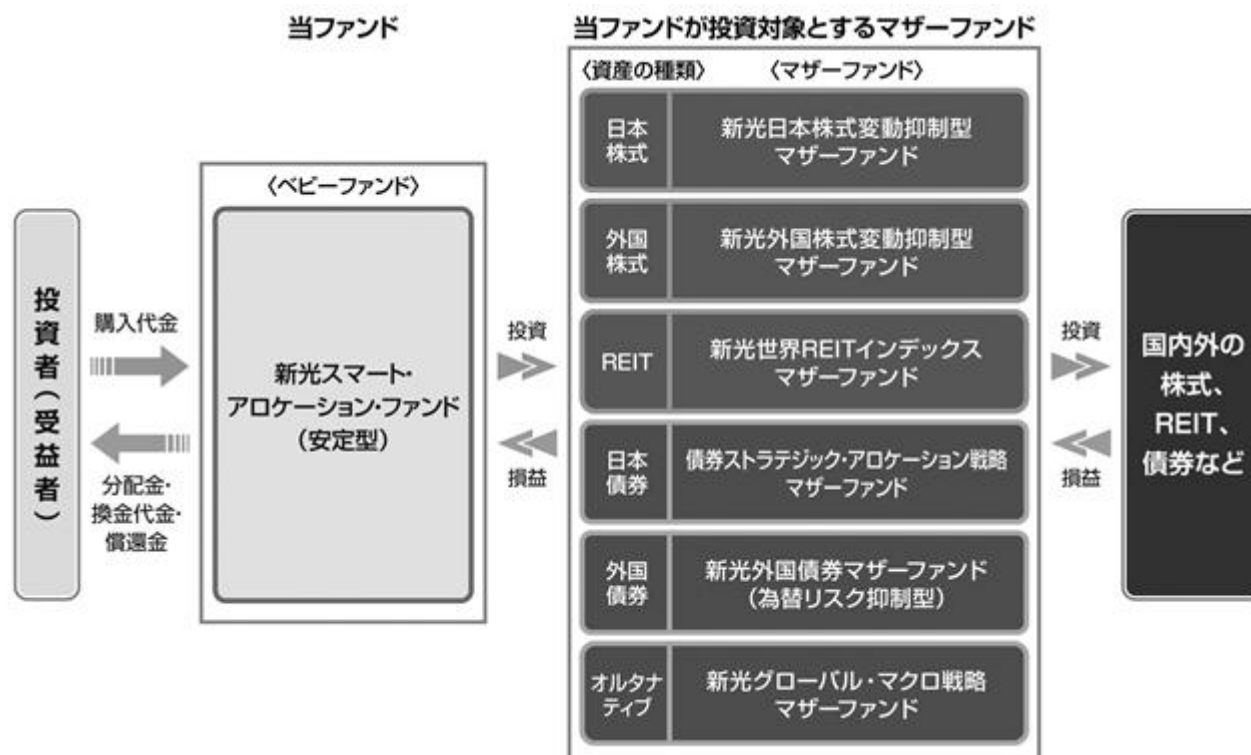 当ファンド
当ファンドが投資対象とするマザーファンド
投資者(受益者)
購入代金
分配金・
換金代金・
償還金
〈ベビーファンド〉
新光スマート・
アロケーション・ファンド
(安定型)
投資
損益
〈資産の種類〉
〈マザーファンド〉
日本
株式
新光日本株式変動抑制型
マザーファンド
外国
株式
新光外国株式変動抑制型
マザーファンド
REIT
新光世界REITインデックス
マザーファンド
日本
債券
債券ストラテジック・アロケーション戦略
マザーファンド
外国
債券
新光外国債券マザーファンド
(為替リスク抑制型)
オルタナ
ティブ
新光グローバル・マクロ戦略
マザーファンド
投資
損益
国内外の
株式、
REIT、
債券など